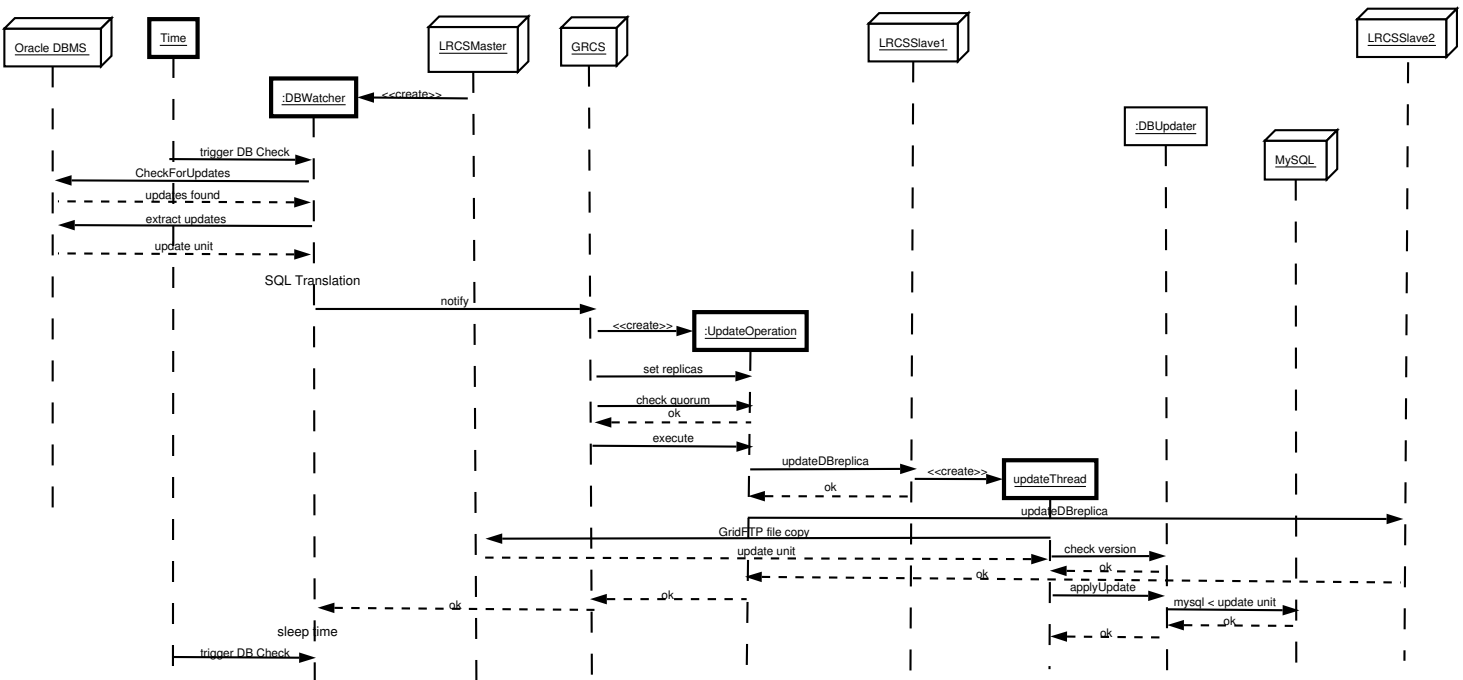 Oracle DBMS
Time
LRCSMaster
GRCS
LRCSSlave1
LRCSSlave2
:DBWatcher
<<create>>
:DBUpdater
MySQL
trigger DB Check
CheckForUpdates
updates found
extract updates
update unit
SQL Translation
notify
<<create>>
:UpdateOperation
set replicas
check quorum
ok
execute
updateDBreplica
<<create>>
updateThread
ok
updateDBreplica
GridFTP file copy
update unit
check version
ok
ok
applyUpdate
ok
ok
mysql < update unit
ok
ok
sleep time
trigger DB Check